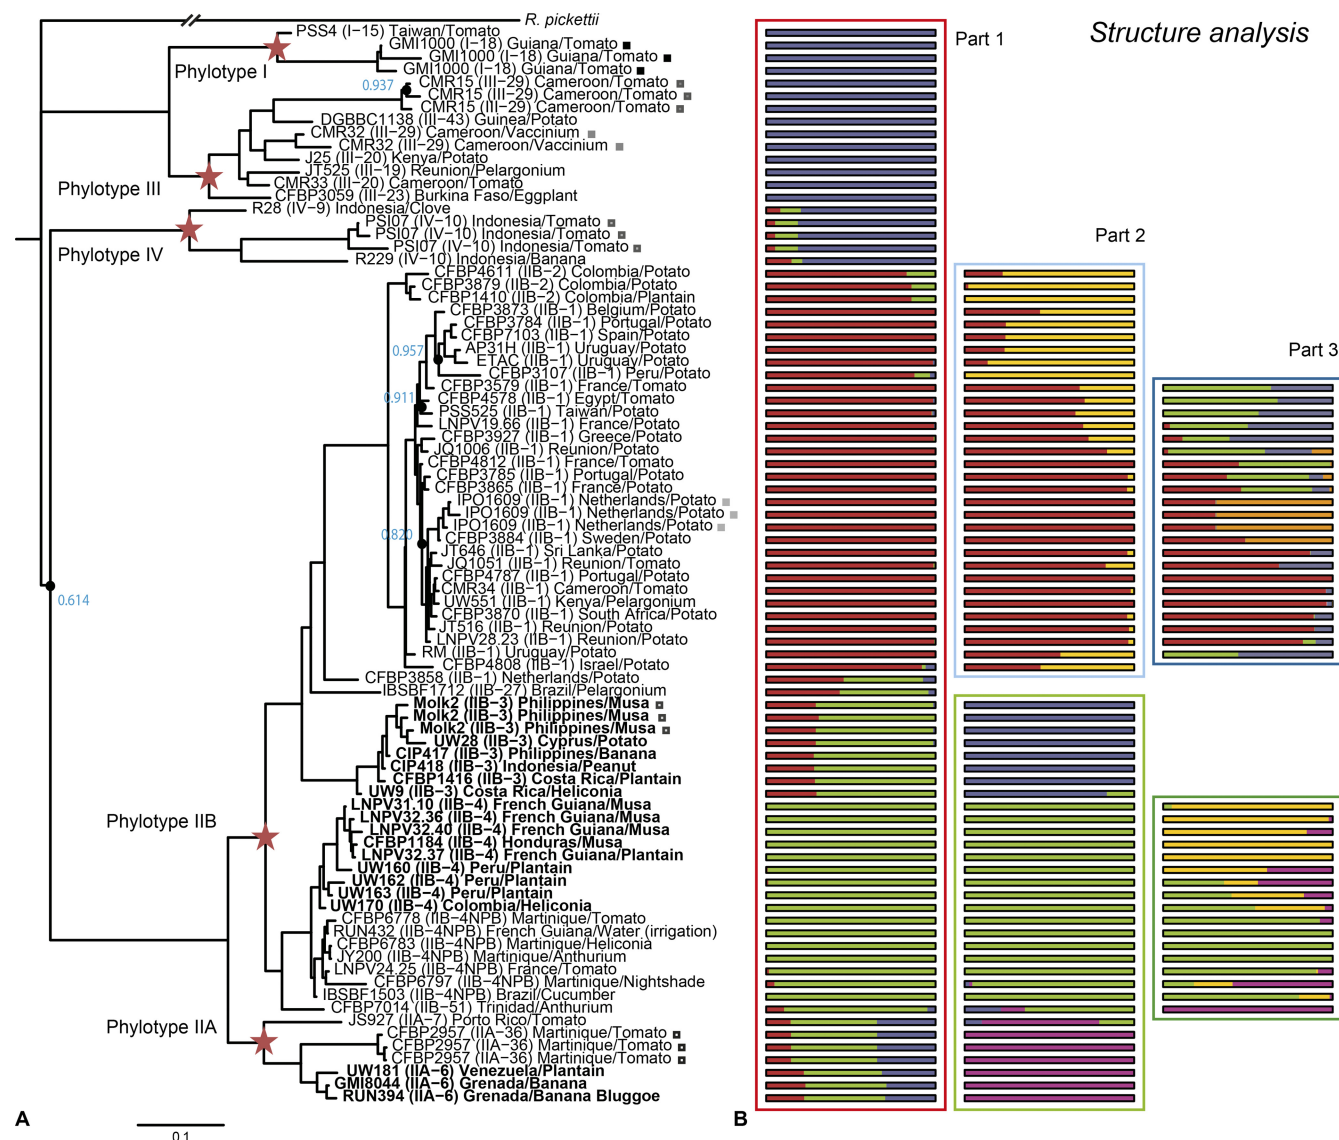 R. pickettii
PSS4 (I−15) Taiwan/Tomato
GMI1000 (I−18) Guiana/Tomato
GMI1000 (I−18) Guiana/Tomato
GMI1000 (I−18) Guiana/Tomato
Phylotype I
0.937
CMR15 (III−29) Cameroon/Tomato
CMR15 (III−29) Cameroon/Tomato
CMR15 (III−29) Cameroon/Tomato
DGBBC1138 (III−43) Guinea/Potato
CMR32 (III−29) Cameroon/Vaccinium
CMR32 (III−29) Cameroon/Vaccinium
J25 (III−20) Kenya/Potato
JT525 (III−19) Reunion/Pelargonium
CMR33 (III−20) Cameroon/Tomato
Phylotype III
CFBP3059 (III−23) Burkina Faso/Eggplant
R28 (IV−9) Indonesia/Clove
PSI07 (IV−10) Indonesia/Tomato
PSI07 (IV−10) Indonesia/Tomato
PSI07 (IV−10) Indonesia/Tomato
Phylotype IV
R229 (IV−10) Indonesia/Banana
CFBP4611 (IIB−2) Colombia/Potato
CFBP3879 (IIB−2) Colombia/Potato
CFBP1410 (IIB−2) Colombia/Plantain
CFBP3873 (IIB−1) Belgium/Potato
CFBP3784 (IIB−1) Portugal/Potato
CFBP7103 (IIB−1) Spain/Potato
0.957
AP31H (IIB−1) Uruguay/Potato
ETAC (IIB−1) Uruguay/Potato
CFBP3107 (IIB−1) Peru/Potato
CFBP3579 (IIB−1) France/Tomato
0.911
CFBP4578 (IIB−1) Egypt/Tomato
PSS525 (IIB−1) Taiwan/Potato
LNPV19.66 (IIB−1) France/Potato
CFBP3927 (IIB−1) Greece/Potato
JQ1006 (IIB−1) Reunion/Potato
CFBP4812 (IIB−1) France/Tomato
CFBP3785 (IIB−1) Portugal/Potato
CFBP3865 (IIB−1) France/Potato
IPO1609 (IIB−1) Netherlands/Potato
IPO1609 (IIB−1) Netherlands/Potato
IPO1609 (IIB−1) Netherlands/Potato
0.820
CFBP3884 (IIB−1) Sweden/Potato
JT646 (IIB−1) Sri Lanka/Potato
JQ1051 (IIB−1) Reunion/Tomato
CFBP4787 (IIB−1) Portugal/Potato
CMR34 (IIB−1) Cameroon/Tomato
UW551 (IIB−1) Kenya/Pelargonium
0.614
CFBP3870 (IIB−1) South Africa/Potato
JT516 (IIB−1) Reunion/Potato
LNPV28.23 (IIB−1) Reunion/Potato
RM (IIB−1) Uruguay/Potato
CFBP4808 (IIB−1) Israel/Potato
CFBP3858 (IIB−1) Netherlands/Potato
IBSBF1712 (IIB−27) Brazil/Pelargonium
Molk2 (IIB−3) Philippines/Musa
Molk2 (IIB−3) Philippines/Musa
Molk2 (IIB−3) Philippines/Musa
UW28 (IIB−3) Cyprus/Potato
CIP417 (IIB−3) Philippines/Banana
CIP418 (IIB−3) Indonesia/Peanut
CFBP1416 (IIB−3) Costa Rica/Plantain
UW9 (IIB−3) Costa Rica/Heliconia
LNPV31.10 (IIB−4) French Guiana/Musa
LNPV32.36 (IIB−4) French Guiana/Musa
Phylotype IIB
LNPV32.40 (IIB−4) French Guiana/Musa
CFBP1184 (IIB−4) Honduras/Musa
LNPV32.37 (IIB−4) French Guiana/Plantain
UW160 (IIB−4) Peru/Plantain
UW162 (IIB−4) Peru/Plantain
UW163 (IIB−4) Peru/Plantain
UW170 (IIB−4) Colombia/Heliconia
CFBP6778 (IIB−4NPB) Martinique/Tomato
RUN432 (IIB−4NPB) French Guiana/Water (irrigation)
CFBP6783 (IIB−4NPB) Martinique/Heliconia
JY200 (IIB−4NPB) Martinique/Anthurium
LNPV24.25 (IIB−4NPB) France/Tomato
CFBP6797 (IIB−4NPB) Martinique/Nightshade
IBSBF1503 (IIB−4NPB) Brazil/Cucumber
CFBP7014 (IIB−51) Trinidad/Anthurium
Phylotype IIA
JS927 (IIA−7) Porto Rico/Tomato
CFBP2957 (IIA−36) Martinique/Tomato
CFBP2957 (IIA−36) Martinique/Tomato
CFBP2957 (IIA−36) Martinique/Tomato
UW181 (IIA−6) Venezuela/Plantain
GMI8044 (IIA−6) Grenada/Banana
RUN394 (IIA−6) Grenada/Banana Bluggoe
A
0.1
Structure analysis
Part 1
Part 2
Part 3
B